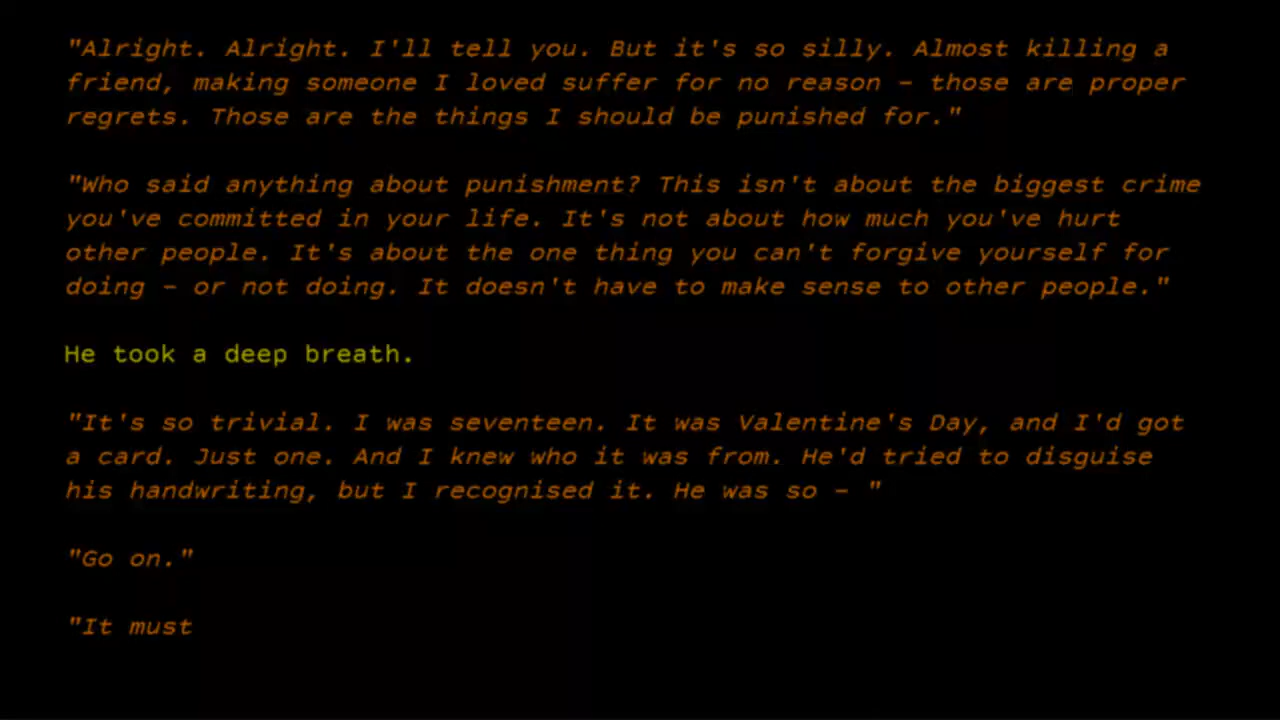 "Alright. Alright. I'll tell you. But it's so silly. Almost killing a
friend, making someone I loved suffer for no reason – those are proper
regrets. Those are the things I should be punished for."
"Who said anything about punishment? This isn't about the biggest crime
you've committed in your life. It's not about how much you've hurt
other people. It's about the one thing you can't forgive yourself for
doing – or not doing. It doesn't have to make sense to other people."
He took a deep breath.
"It's so trivial. I was seventeen. It was Valentine's Day, and I'd got
a card. Just one. And I knew who it was from. He'd tried to disguise
his handwriting, but I recognised it. He was so – "
"Go on."
"It must